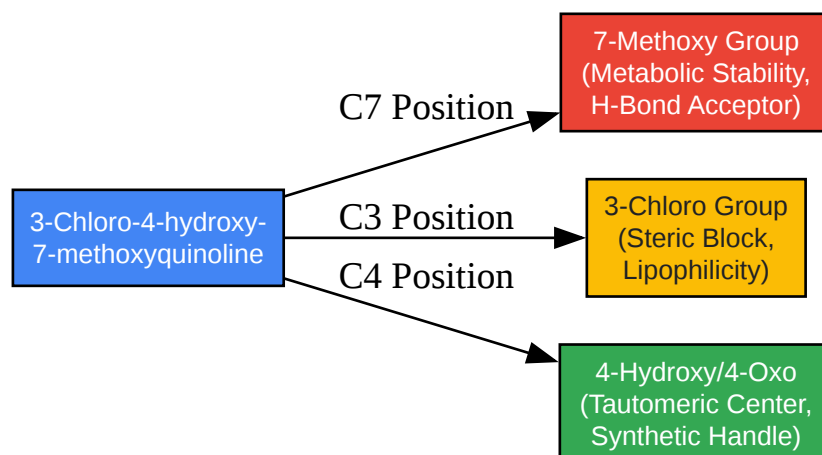 7-Methoxy Group
(Metabolic Stability,
H-Bond Acceptor)
C7 Position
3-Chloro-4-hydroxy-
7-methoxyquinoline
C3 Position
3-Chloro Group
(Steric Block,
Lipophilicity)
C4 Position
4-Hydroxy/4-Oxo
(Tautomeric Center,
Synthetic Handle)